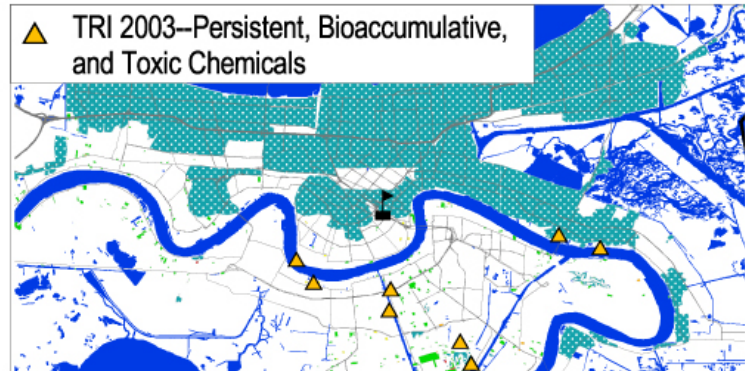 TRI 2003--Persistent, Bioaccumulative,
and Toxic Chemicals